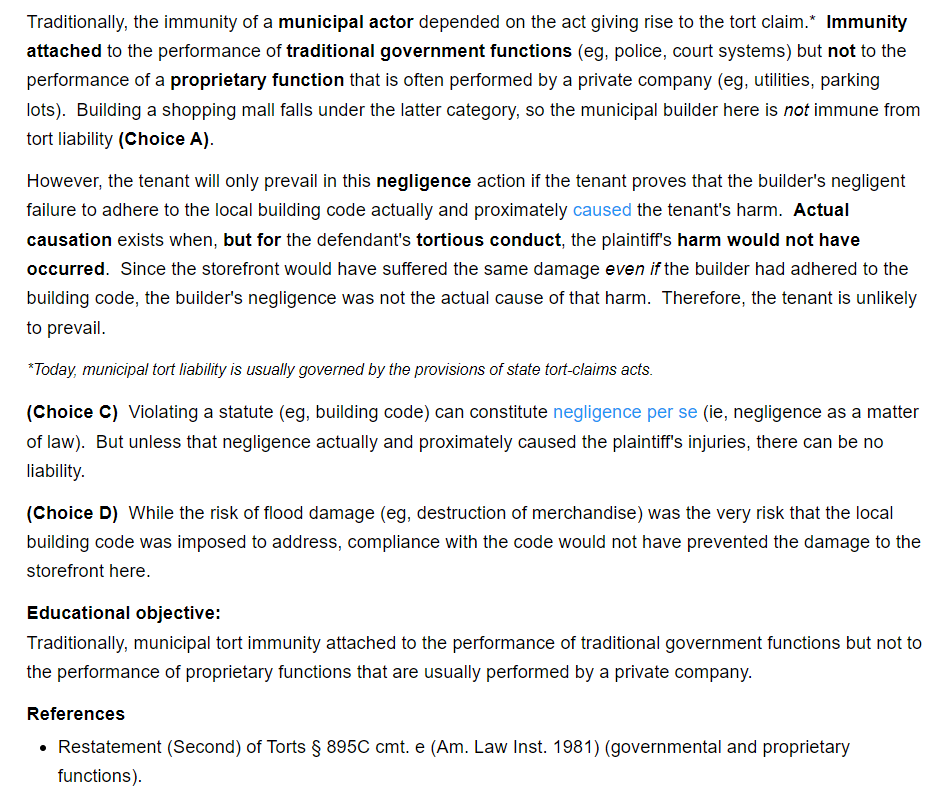 Traditionally, the immunity of a municipal actor depended on the act giving rise to the tort claim.* Immunity
attached to the performance of traditional government functions (eg, police, court systems) but not to the
performance of a proprietary function that is often performed by a private company (eg, utilities, parking
lots). Building a shopping mall falls under the latter category, so the municipal builder here is not immune from
tort liability (Choice A).
However, the tenant will only prevail in this negligence action if the tenant proves that the builder's negligent
failure to adhere to the local building code actually and proximately caused the tenant's harm. Actual
causation exists when, but for the defendant's tortious conduct, the plaintiff's harm would not have
occurred. Since the storefront would have suffered the same damage even if the builder had adhered to the
building code, the builder's negligence was not the actual cause of that harm. Therefore, the tenant is unlikely
to prevail.
*Today, municipal tort liability is usually governed by the provisions of state tort-claims acts.
(Choice C) Violating a statute (eg, building code) can constitute negligence per se (ie, negligence as a matter
of law). But unless that negligence actually and proximately caused the plaintiff's injuries, there can be no
liability.
(Choice D) While the risk of flood damage (eg, destruction of merchandise) was the very risk that the local
building code was imposed to address, compliance with the code would not have prevented the damage to the
storefront here.
Educational objective:
Traditionally, municipal tort immunity attached to the performance of traditional government functions but not to
the performance of proprietary functions that are usually performed by a private company.
References
• Restatement (Second) of Torts § 895C cmt. e (Am. Law Inst. 1981) (governmental and proprietary
functions).